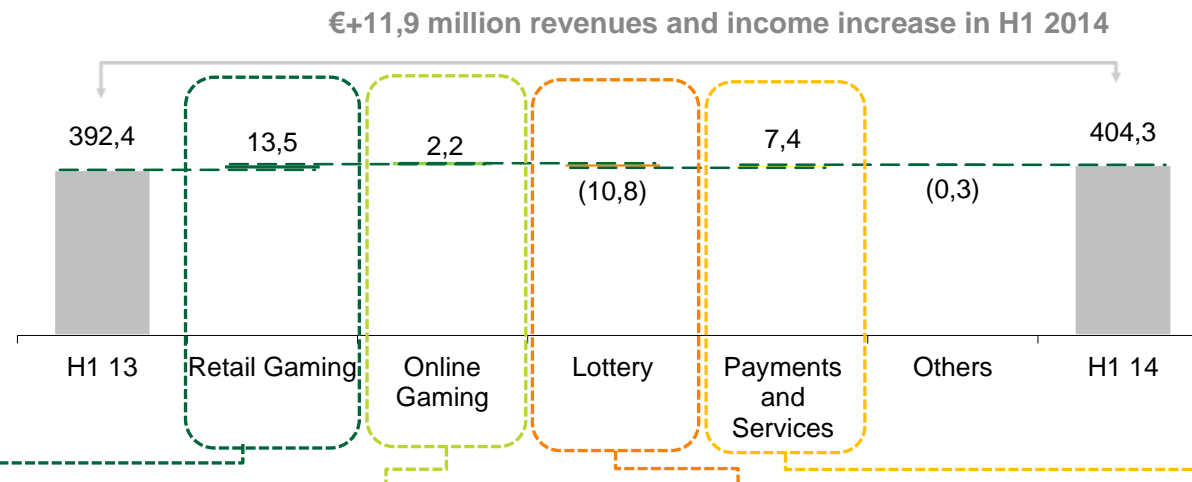 €+11,9 million revenues and income increase in H1 2014
392,4
13,5
2,2
(10,8)
7,4
(0,3)
404,3
H1 13
Retail Gaming
Online
Gaming
Lottery
Payments
and
Services
Others
H1 14